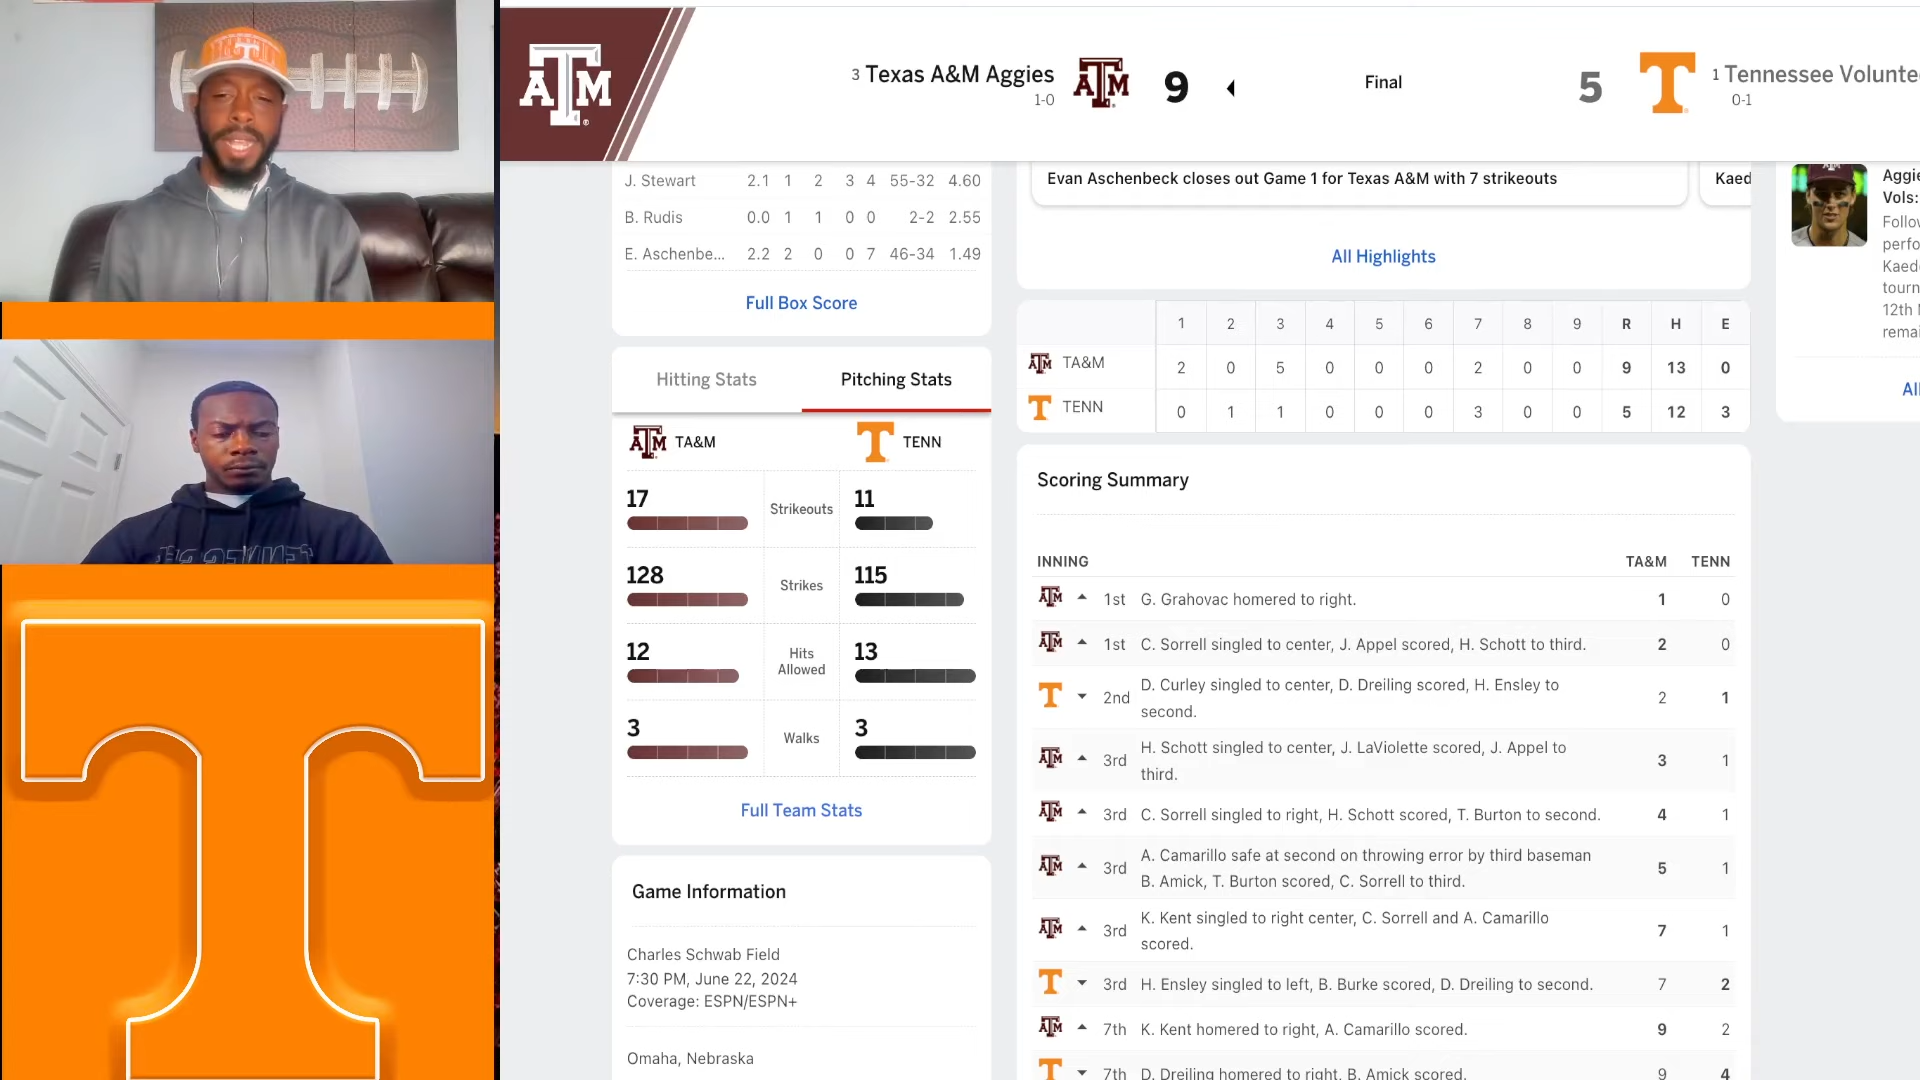 3 Texas A&M Aggies
1-0
9
Final
5
1 Tennessee Voluntee
0-1
J. Stewart 2.1 1 2 3 4 55-32 4.60
B. Rudis 0.0 1 1 0 0 2-2 2.55
E. Aschenbe... 2.2 2 0 0 7 46-34 1.49
Full Box Score
Hitting Stats
Pitching Stats
TA&M
TENN
17 Strikeouts 11
128 Strikes 115
12 Hits Allowed 13
3 Walks 3
Full Team Stats
Game Information
Charles Schwab Field
7:30 PM, June 22, 2024
Coverage: ESPN/ESPN+
Omaha, Nebraska
Evan Aschenbeck closes out Game 1 for Texas A&M with 7 strikeouts
Kaed
All Highlights
1 2 3 4 5 6 7 8 9 R H E
TA&M 2 0 5 0 0 0 2 0 0 9 13 0
TENN 0 1 1 0 0 0 3 0 0 5 12 3
Scoring Summary
INNING TA&M TENN
1st G. Grahovac homered to right. 1 0
1st C. Sorrell singled to center, J. Appel scored, H. Schott to third. 2 0
2nd D. Curley singled to center, D. Dreiling scored, H. Ensley to second. 2 1
3rd H. Schott singled to center, J. LaViolette scored, J. Appel to third. 3 1
3rd C. Sorrell singled to right, H. Schott scored, T. Burton to second. 4 1
3rd A. Camarillo safe at second on throwing error by third baseman B. Amick, T. Burton scored, C. Sorrell to third. 5 1
3rd K. Kent singled to right center, C. Sorrell and A. Camarillo scored. 7 1
3rd H. Ensley singled to left, B. Burke scored, D. Dreiling to second. 7 2
7th K. Kent homered to right, A. Camarillo scored. 9 2
7th D. Dreiling homered to right, B. Amick scored. 9 4
Aggie
Vols:
Follow
perfo
Kaede
tourn
12th M
remai
All